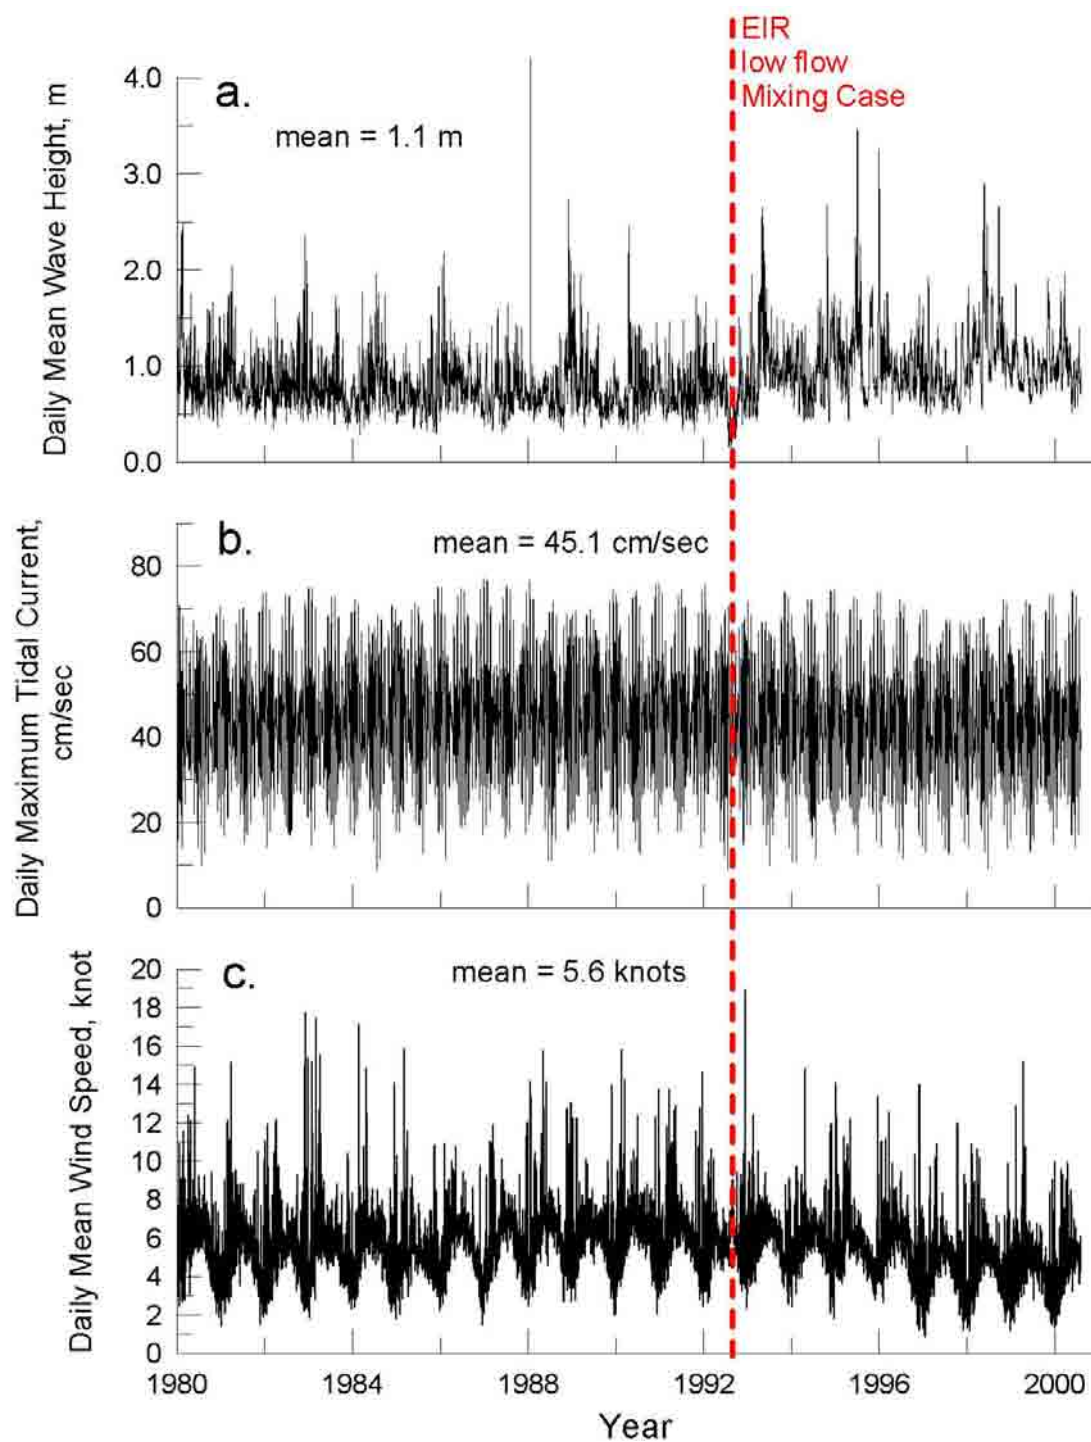 EIR
low flow
Mixing Case
a.
mean = 1.1 m
Daily Mean Wave Height, m
4.0
3.0
2.0
1.0
0.0
b.
mean = 45.1 cm/sec
Daily Maximum Tidal Current,
cm/sec
80
60
40
20
0
c.
mean = 5.6 knots
Daily Mean Wind Speed, knot
20
18
16
14
12
10
8
6
4
2
0
1980 1984 1988 1992 1996 2000
Year